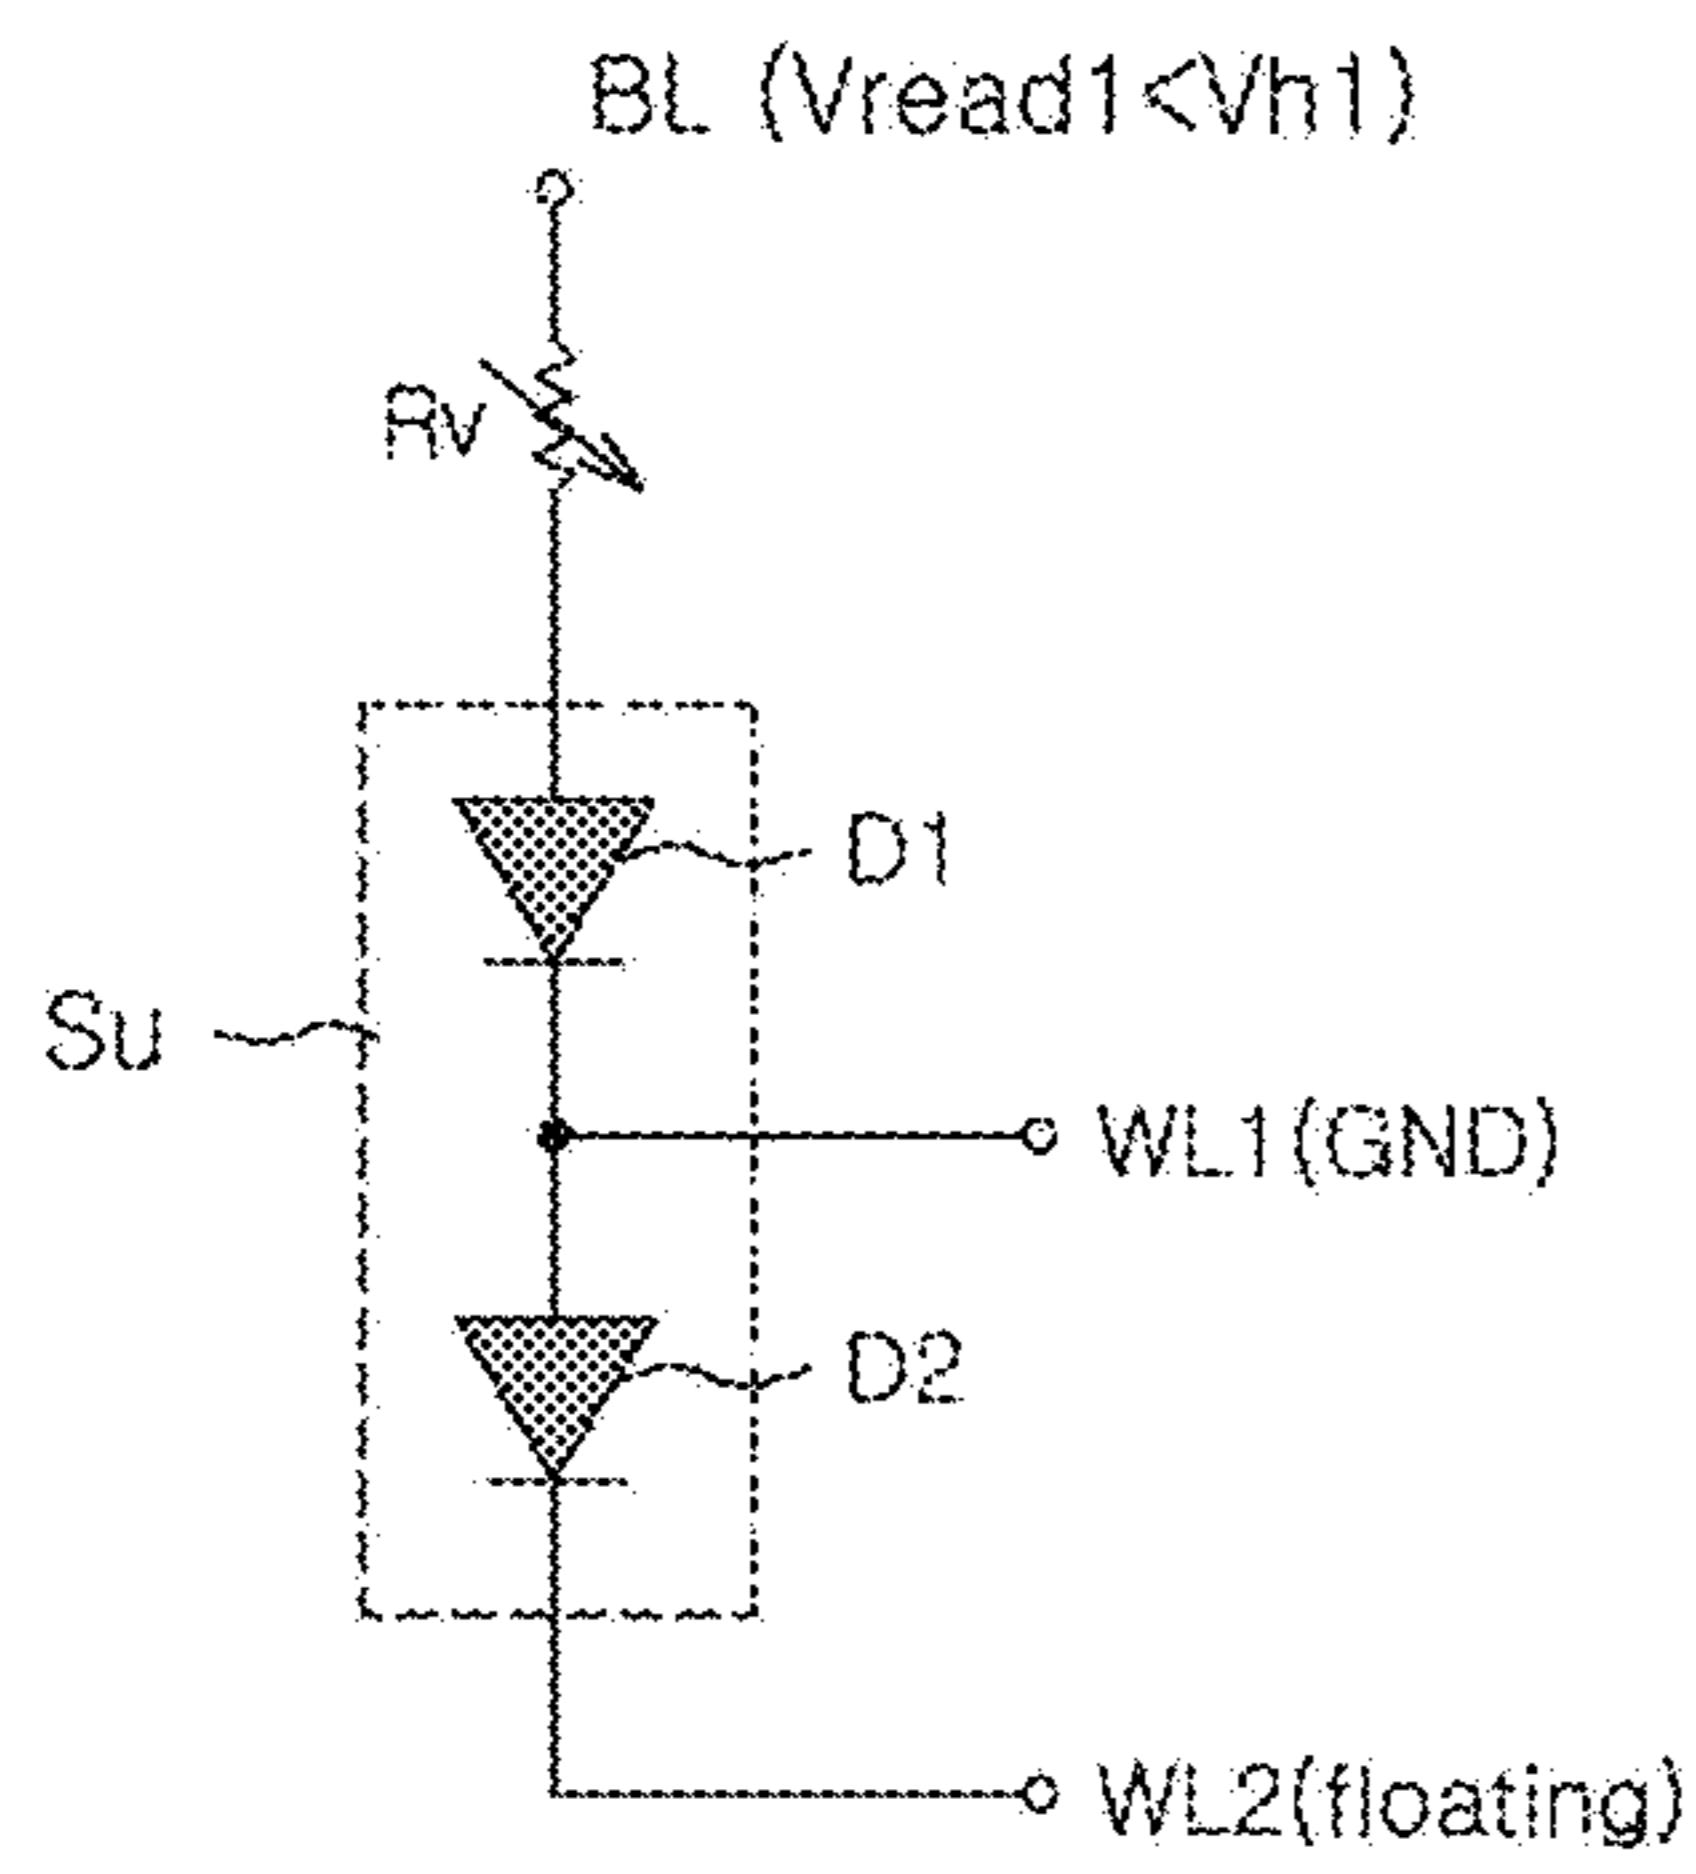 BL (Vread1<Vh1)
Rv
D1
Su
WL1(GND)
D2
WL2(floating)